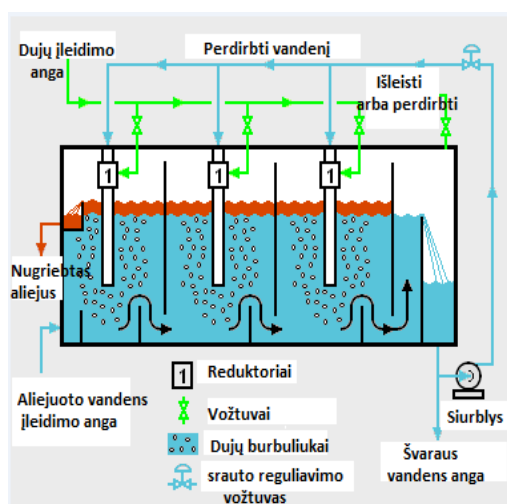 Dujų įleidimo
anga
Perdirbti vandenį
Išleisti
arba perdirbti
1
1
1
Nugriebtas
aliejus
Aliejuoto vandens
įleidimo anga
1
Reduktoriai
Vožtuvai
Dujų burbuliukai
srauto reguliavimo
vožtuvas
Siurblys
Švaraus
vandens anga